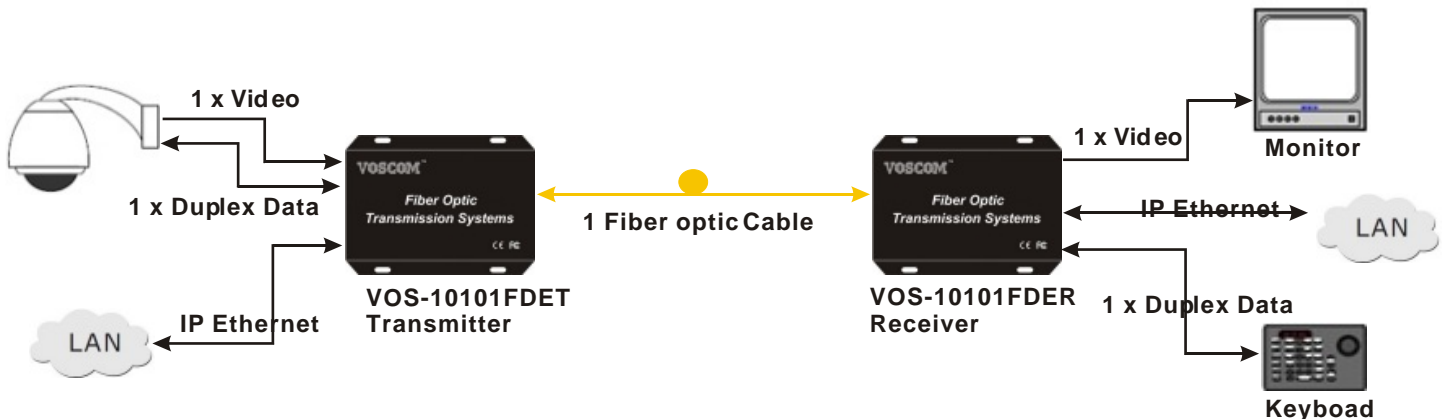 1 x Video
1 x Duplex Data
IP Ethernet
LAN
VOSCOM™
Fiber Optic
Transmission Systems
CE FC
VOS-10101FDET
Transmitter
1 Fiber optic Cable
VOSCOM™
Fiber Optic
Transmission Systems
CE FC
VOS-10101FDER
Receiver
1 x Video
Monitor
IP Ethernet
LAN
1 x Duplex Data
Keyboad